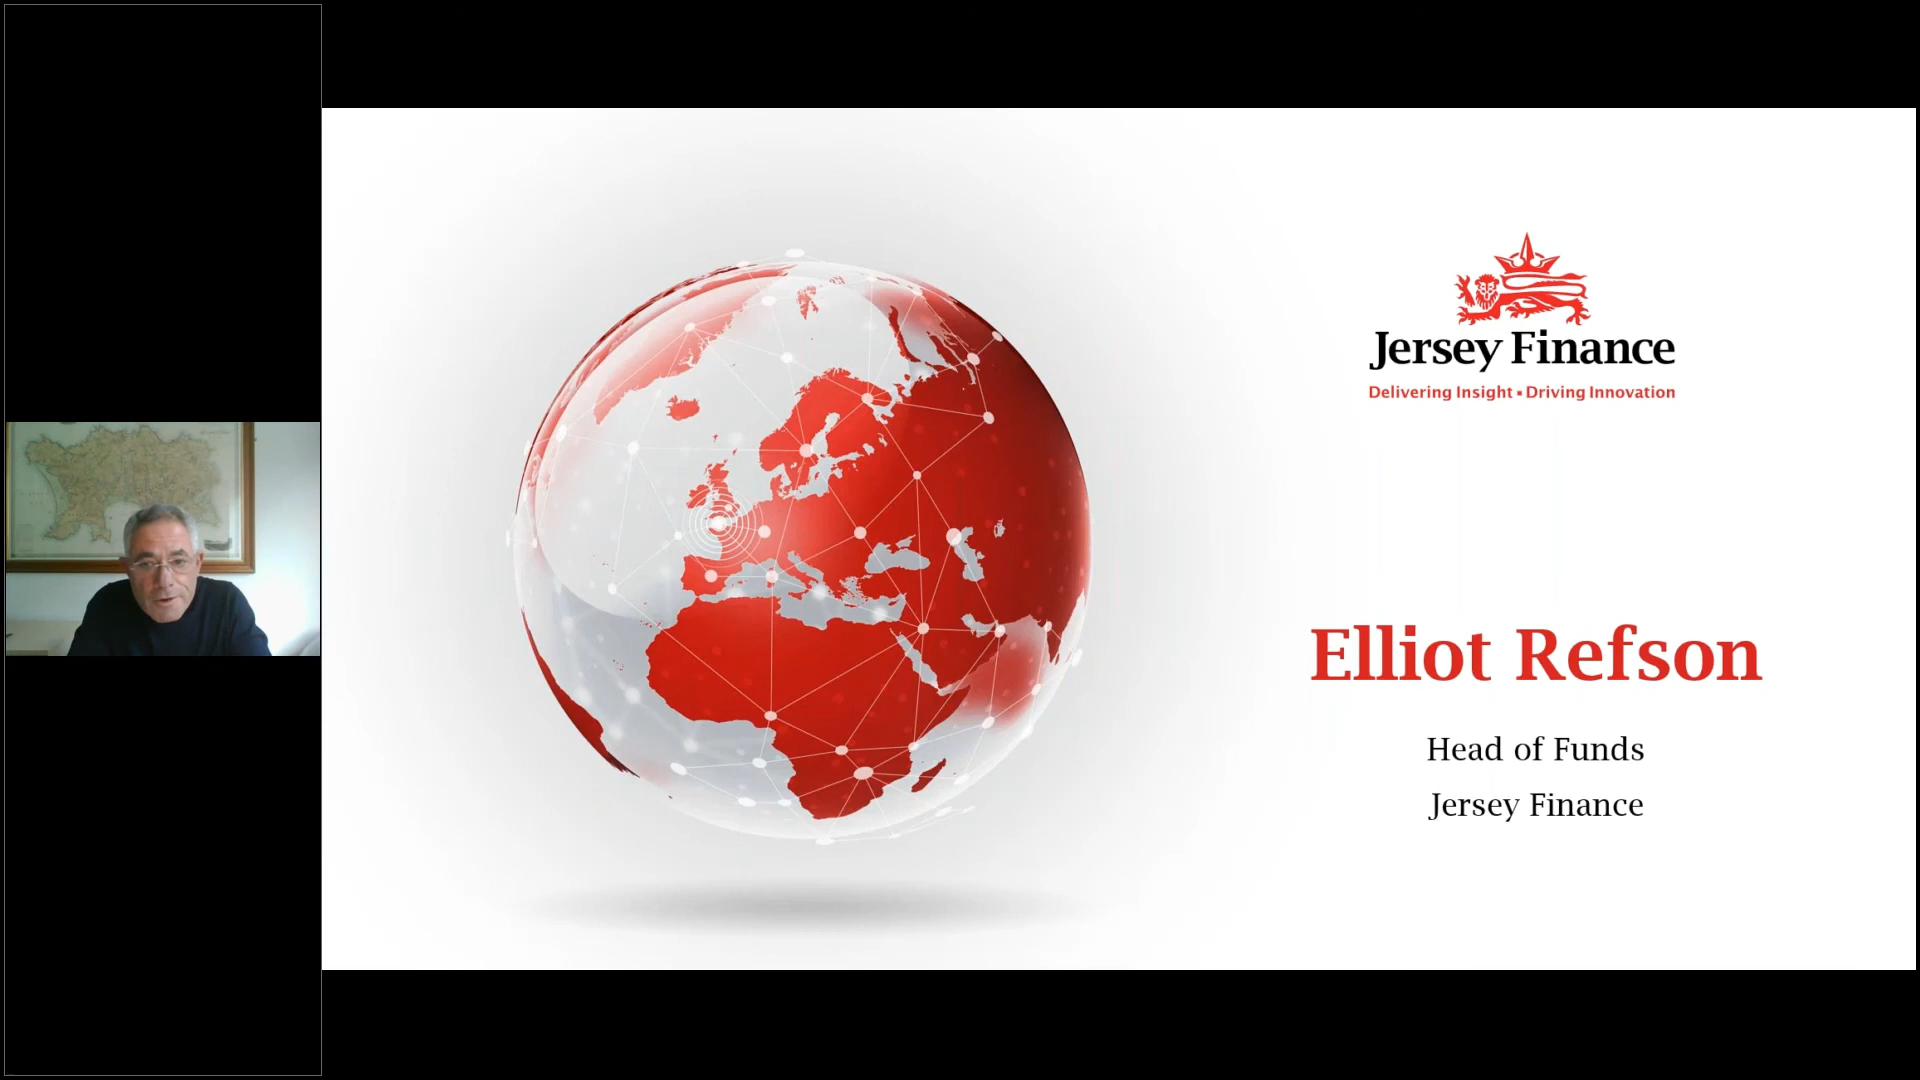 Jersey Finance
Delivering Insight ▪ Driving Innovation
Elliot Refson
Head of Funds
Jersey Finance